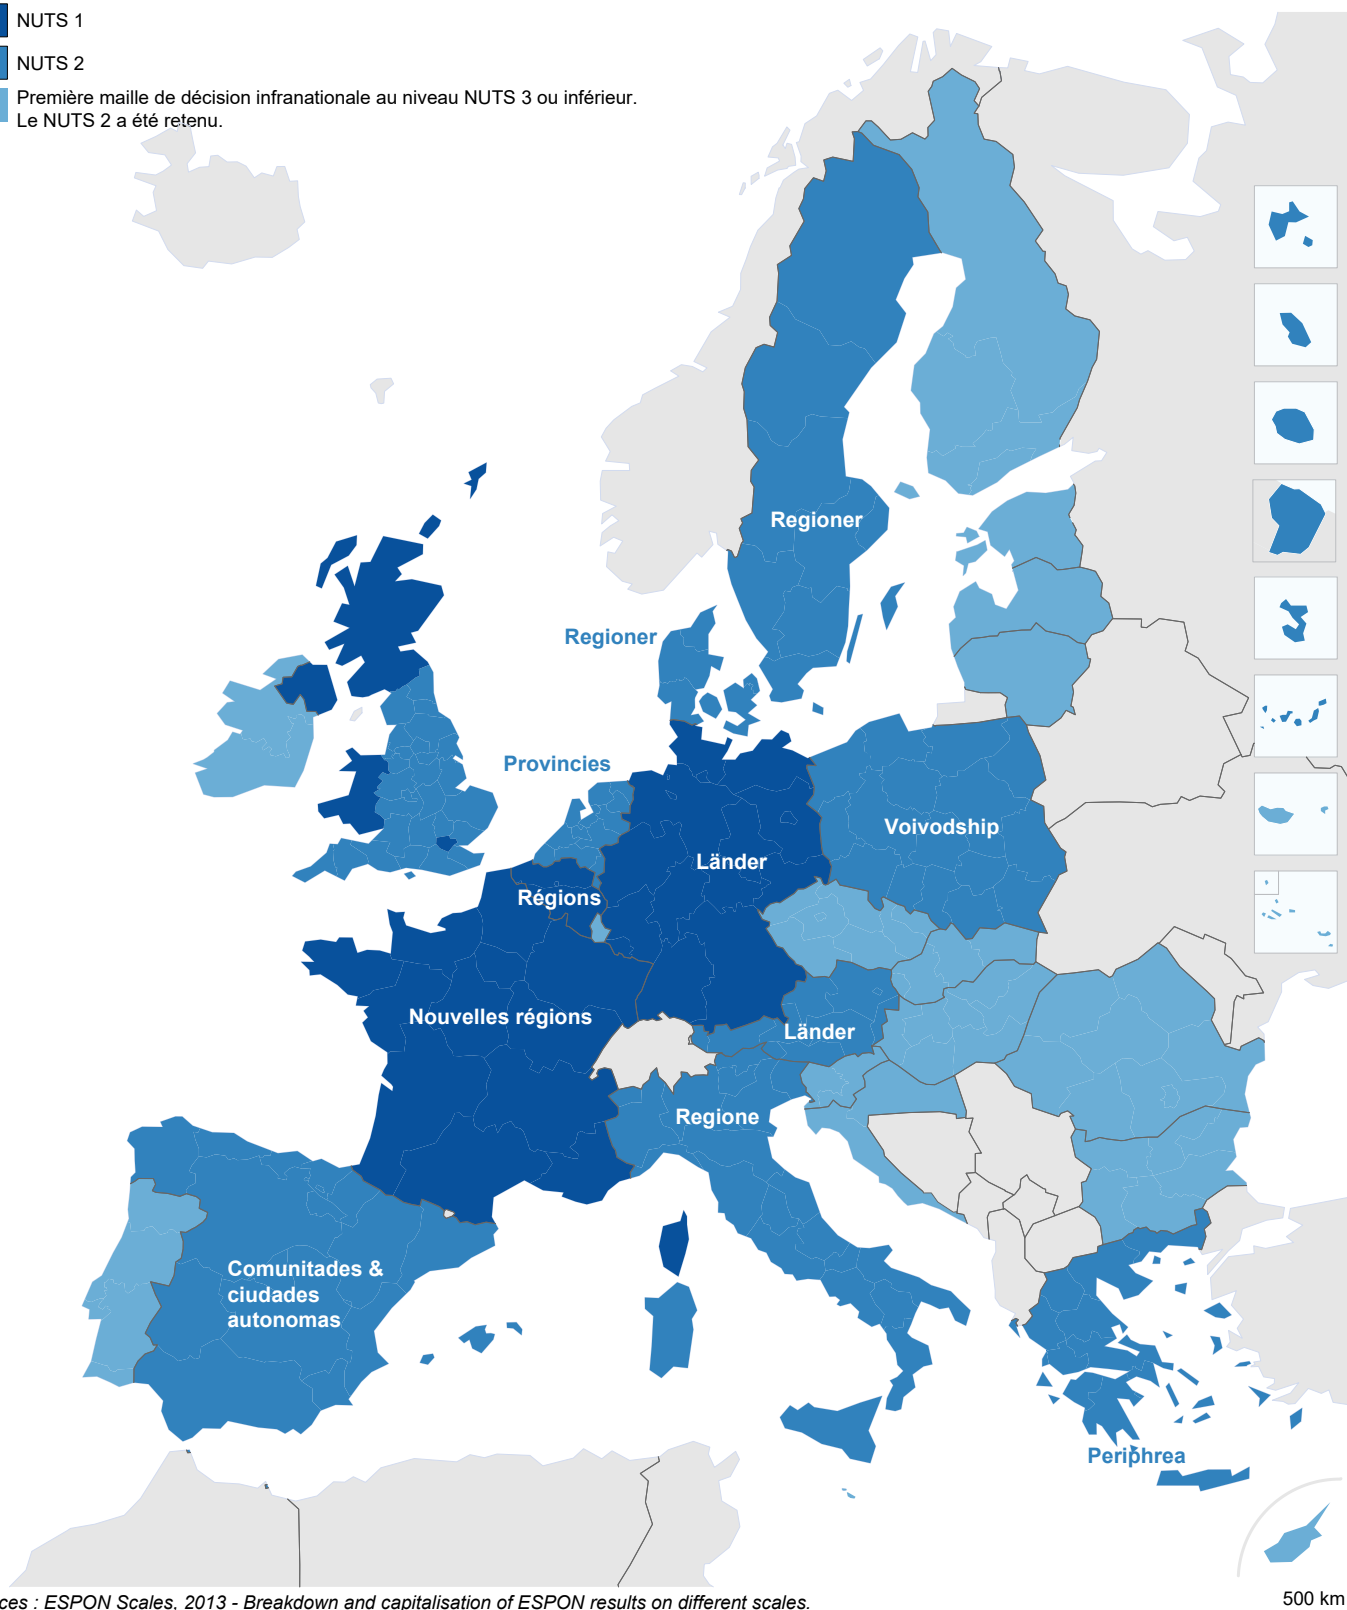 NUTS 1
NUTS 2
Première maille de décision infranationale au niveau NUTS 3 ou inférieur.
Le NUTS 2 a été retenu.
Regioner
Regioner
Provincies
Voivodship
Länder
Régions
Nouvelles régions
Länder
Regione
Comunitades &
ciudades
autonomas
Periphrea
ces : ESPON Scales, 2013 - Breakdown and capitalisation of ESPON results on different scales.
500 km